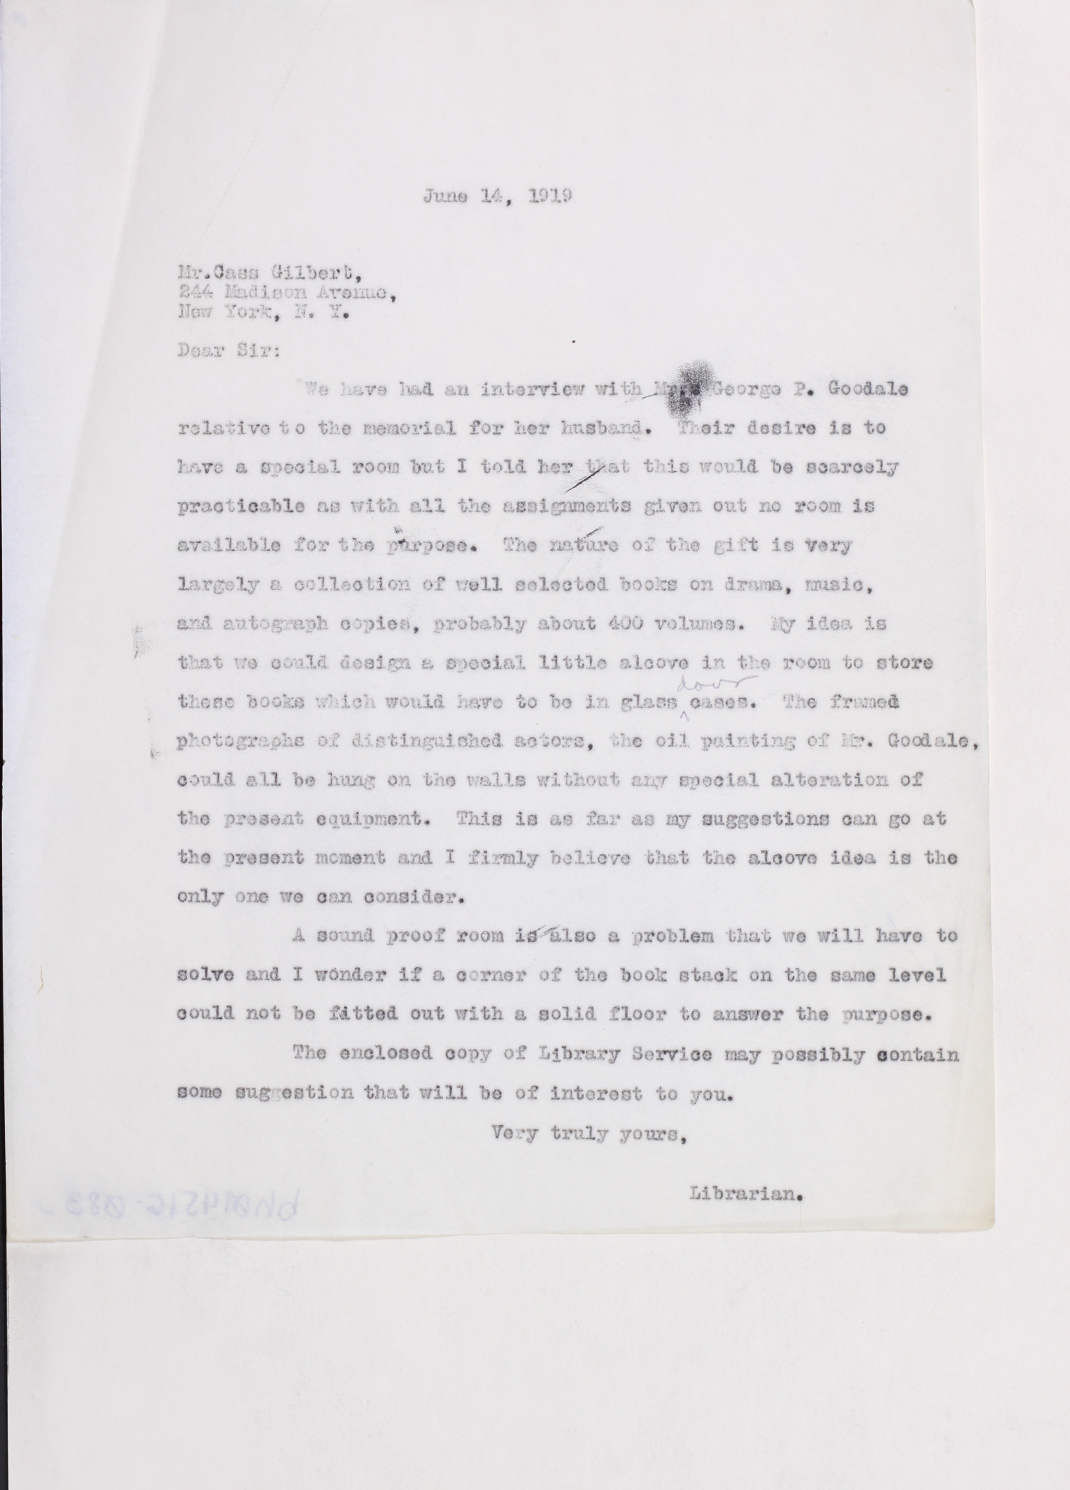 June 14, 1919
Mr.Cass Gilbert,
244 Madison Avenue,
New York, N. Y.
Dear Sir:
We have had an interview with Mrs. George P. Goodale
relative to the memorial for her husband. Their desire is to
have a special room but I told her that this would be scarcely
practicable as with all the assignments given out no room is
available for the purpose. The nature of the gift is very
largely a collection of well selected books on drama, music,
and autograph copies, probably about 400 volumes. My idea is
that we could design a special little alcove in the room to store
door
these books which would have to be in glass ^ cases. The framed
photographs of distinguished actors, the oil painting of Mr. Goodale,
could all be hung on the walls without any special alteration of
the present equipment. This is as far as my suggestions can go at
the present moment and I firmly believe that the alcove idea is the
only one we can consider.
A sound proof room is also a problem that we will have to
solve and I wonder if a corner of the book stack on the same level
could not be fitted out with a solid floor to answer the purpose.
The enclosed copy of Library Service may possibly contain
some suggestion that will be of interest to you.
Very truly yours,
Librarian.